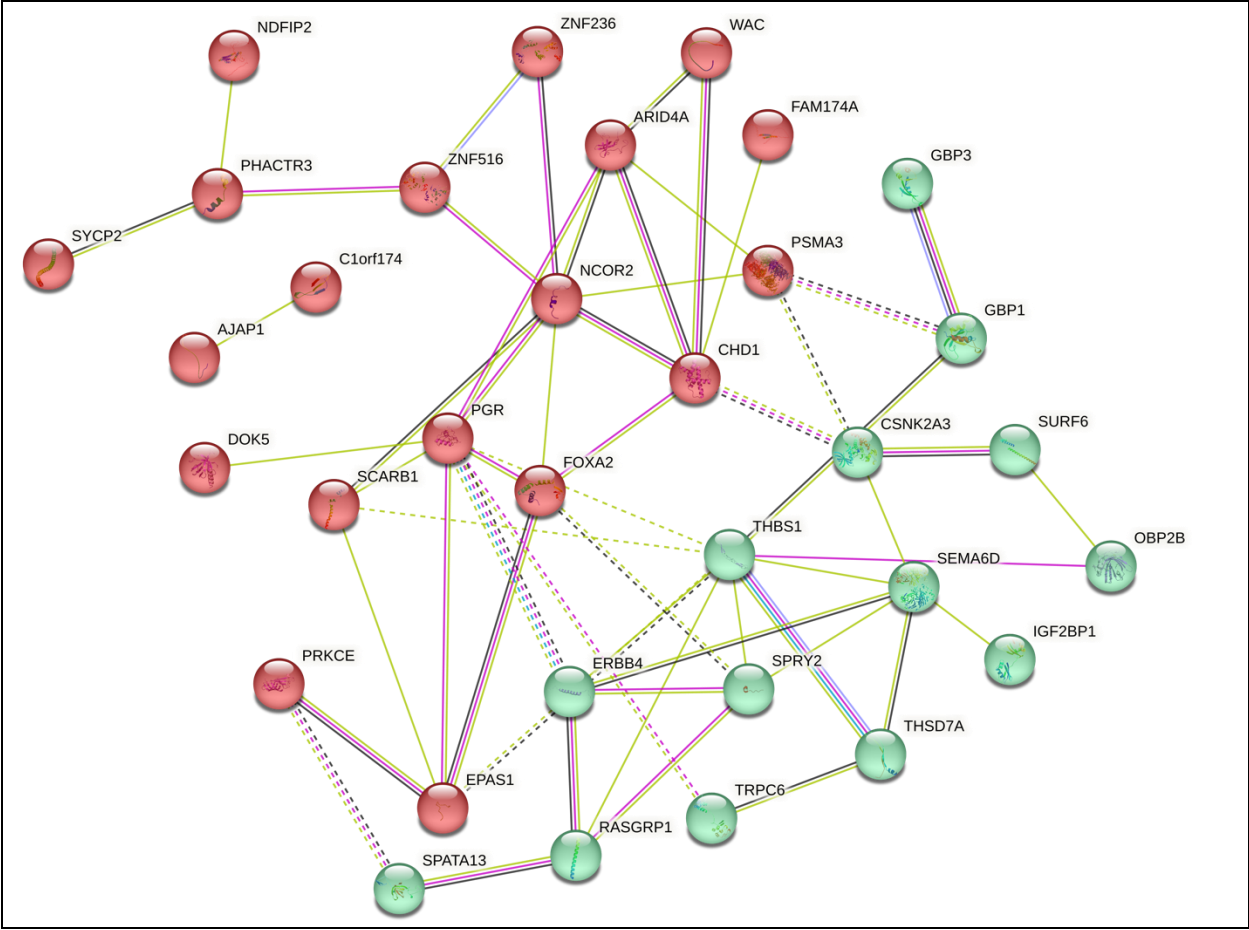 NDFIP2
ZNF236
WAC
FAM174A
ARID4A
GBP3
PHACTR3
ZNF516
SYCP2
PSMA3
C1orf174
NCOR2
GBP1
AJAP1
CHD1
PGR
CSNK2A3
SURF6
DOK5
SCARB1
FOXA2
THBS1
OBP2B
SEMA6D
IGF2BP1
PRKCE
ERBB4
SPRY2
THSD7A
EPAS1
TRPC6
RASGRP1
SPATA13